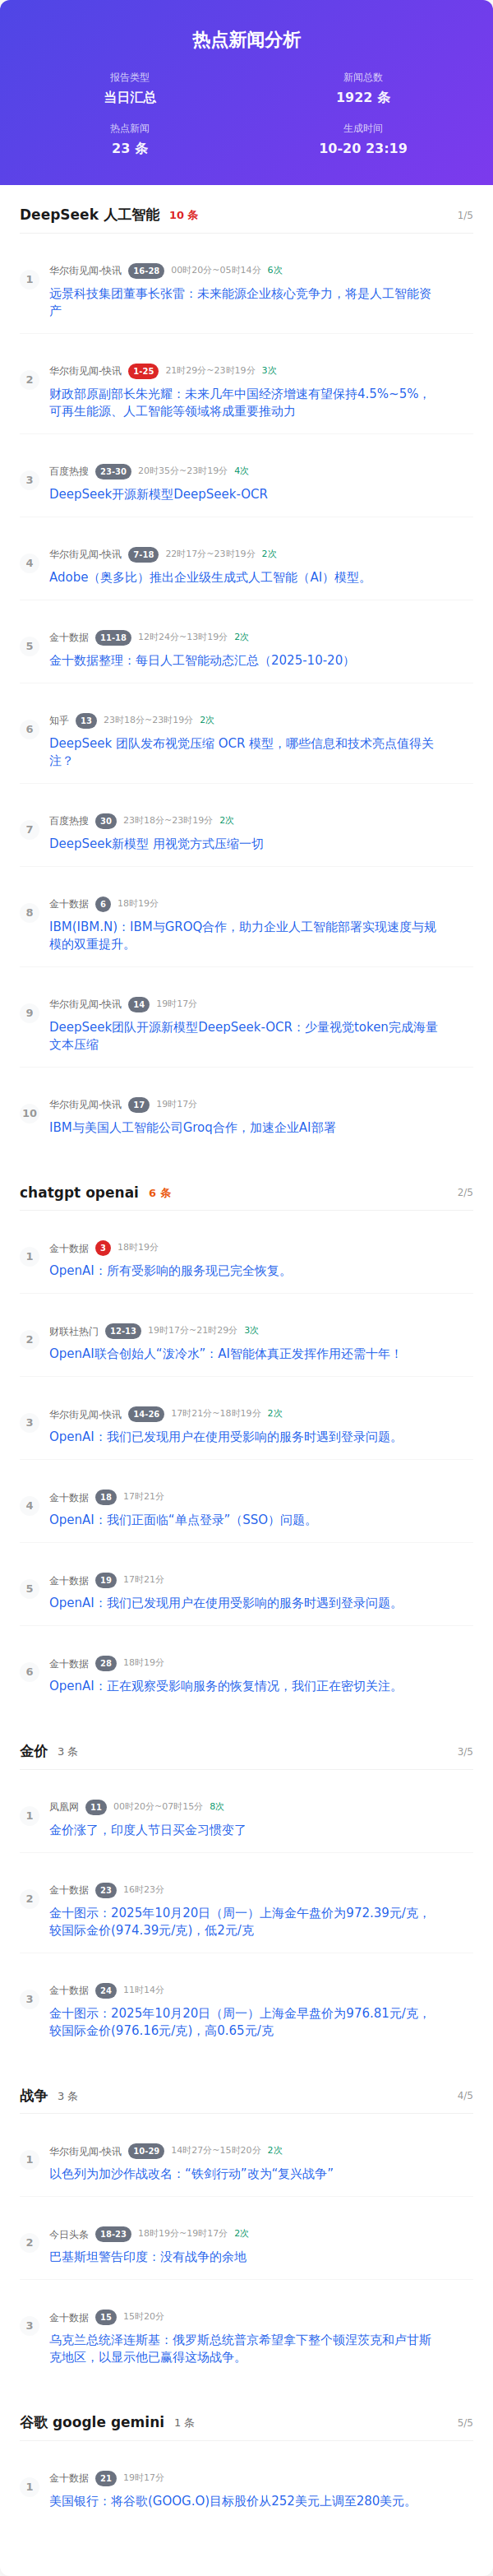 热点新闻分析
报告类型
当日汇总
新闻总数
1922 条
热点新闻
23 条
生成时间
10-20 23:19
DeepSeek 人工智能 10 条 1/5
1 华尔街见闻-快讯 16-28 00时20分~05时14分 6次
远景科技集团董事长张雷：未来能源企业核心竞争力，将是人工智能资
产
2 华尔街见闻-快讯 1-25 21时29分~23时19分 3次
财政部原副部长朱光耀：未来几年中国经济增速有望保持4.5%~5%，
可再生能源、人工智能等领域将成重要推动力
3 百度热搜 23-30 20时35分~23时19分 4次
DeepSeek开源新模型DeepSeek-OCR
4 华尔街见闻-快讯 7-18 22时17分~23时19分 2次
Adobe（奥多比）推出企业级生成式人工智能（AI）模型。
5 金十数据 11-18 12时24分~13时19分 2次
金十数据整理：每日人工智能动态汇总（2025-10-20）
6 知乎 13 23时18分~23时19分 2次
DeepSeek 团队发布视觉压缩 OCR 模型，哪些信息和技术亮点值得关
注？
7 百度热搜 30 23时18分~23时19分 2次
DeepSeek新模型 用视觉方式压缩一切
8 金十数据 6 18时19分
IBM(IBM.N)：IBM与GROQ合作，助力企业人工智能部署实现速度与规
模的双重提升。
9 华尔街见闻-快讯 14 19时17分
DeepSeek团队开源新模型DeepSeek-OCR：少量视觉token完成海量
文本压缩
10 华尔街见闻-快讯 17 19时17分
IBM与美国人工智能公司Groq合作，加速企业AI部署
chatgpt openai 6 条 2/5
1 金十数据 3 18时19分
OpenAI：所有受影响的服务现已完全恢复。
2 财联社热门 12-13 19时17分~21时29分 3次
OpenAI联合创始人“泼冷水”：AI智能体真正发挥作用还需十年！
3 华尔街见闻-快讯 14-26 17时21分~18时19分 2次
OpenAI：我们已发现用户在使用受影响的服务时遇到登录问题。
4 金十数据 18 17时21分
OpenAI：我们正面临“单点登录”（SSO）问题。
5 金十数据 19 17时21分
OpenAI：我们已发现用户在使用受影响的服务时遇到登录问题。
6 金十数据 28 18时19分
OpenAI：正在观察受影响服务的恢复情况，我们正在密切关注。
金价 3 条 3/5
1 凤凰网 11 00时20分~07时15分 8次
金价涨了，印度人节日买金习惯变了
2 金十数据 23 16时23分
金十图示：2025年10月20日（周一）上海金午盘价为972.39元/克，
较国际金价(974.39元/克)，低2元/克
3 金十数据 24 11时14分
金十图示：2025年10月20日（周一）上海金早盘价为976.81元/克，
较国际金价(976.16元/克)，高0.65元/克
战争 3 条 4/5
1 华尔街见闻-快讯 10-29 14时27分~15时20分 2次
以色列为加沙作战改名：“铁剑行动”改为“复兴战争”
2 今日头条 18-23 18时19分~19时17分 2次
巴基斯坦警告印度：没有战争的余地
3 金十数据 15 15时20分
乌克兰总统泽连斯基：俄罗斯总统普京希望拿下整个顿涅茨克和卢甘斯
克地区，以显示他已赢得这场战争。
谷歌 google gemini 1 条 5/5
1 金十数据 21 19时17分
美国银行：将谷歌(GOOG.O)目标股价从252美元上调至280美元。